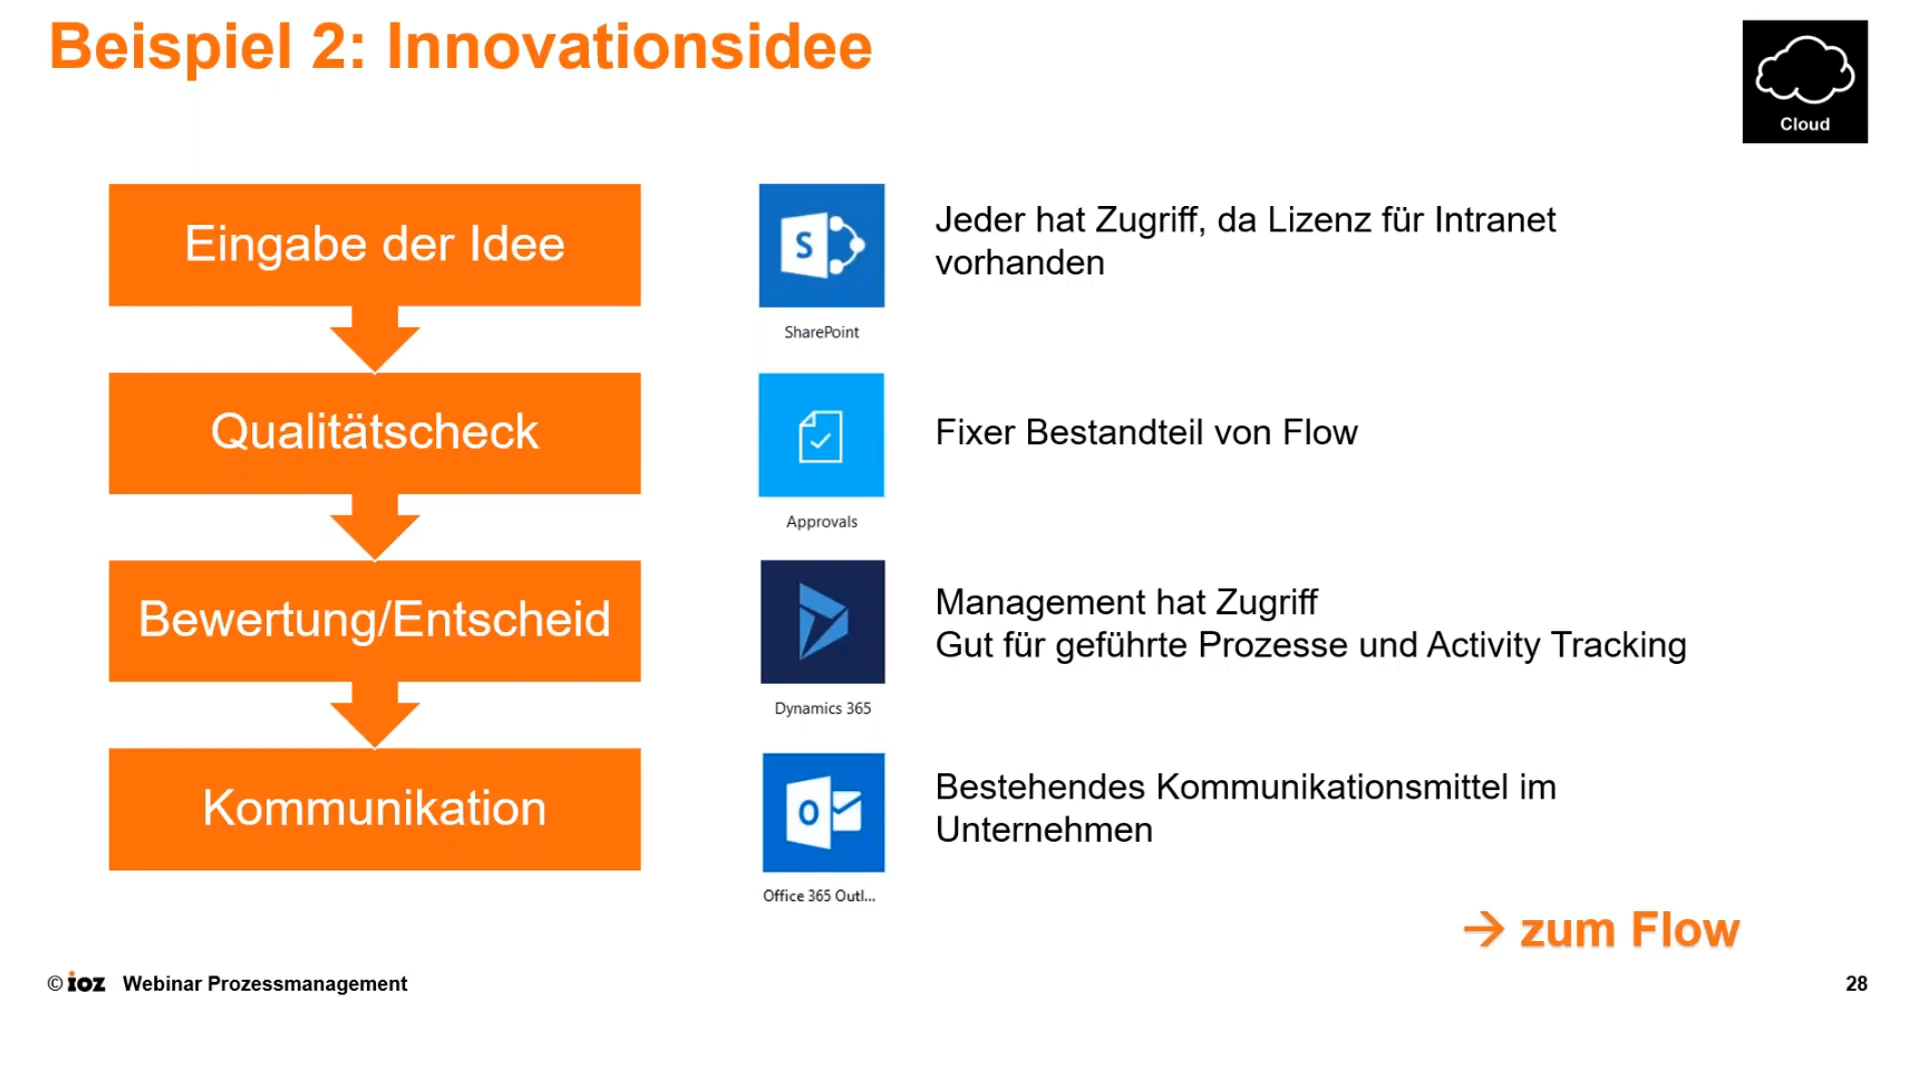 Beispiel 2: Innovationsidee
Cloud
Eingabe der Idee
S
SharePoint
Jeder hat Zugriff, da Lizenz für Intranet
vorhanden
Qualitätscheck
Approvals
Fixer Bestandteil von Flow
Bewertung/Entscheid
Dynamics 365
Management hat Zugriff
Gut für geführte Prozesse und Activity Tracking
Kommunikation
O
Office 365 Outl...
Bestehendes Kommunikationsmittel im
Unternehmen
→ zum Flow
© ioz Webinar Prozessmanagement
28